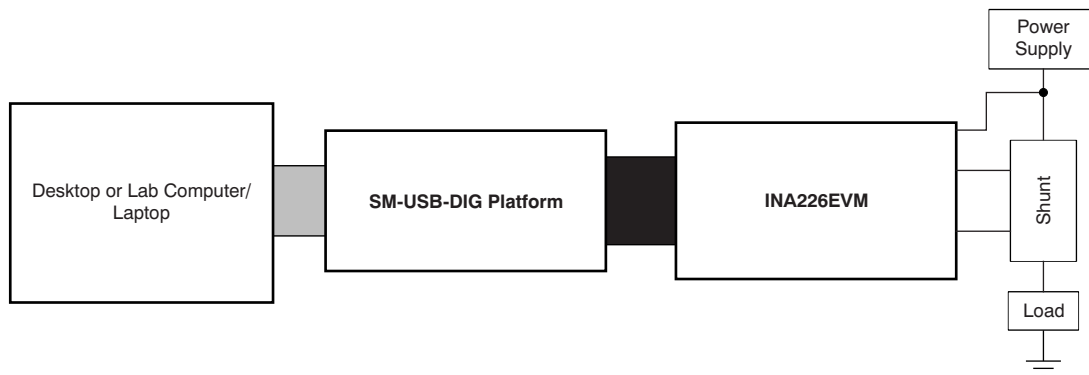 Power
Supply
Desktop or Lab Computer/
Laptop
SM-USB-DIG Platform
INA226EVM
Shunt
Load